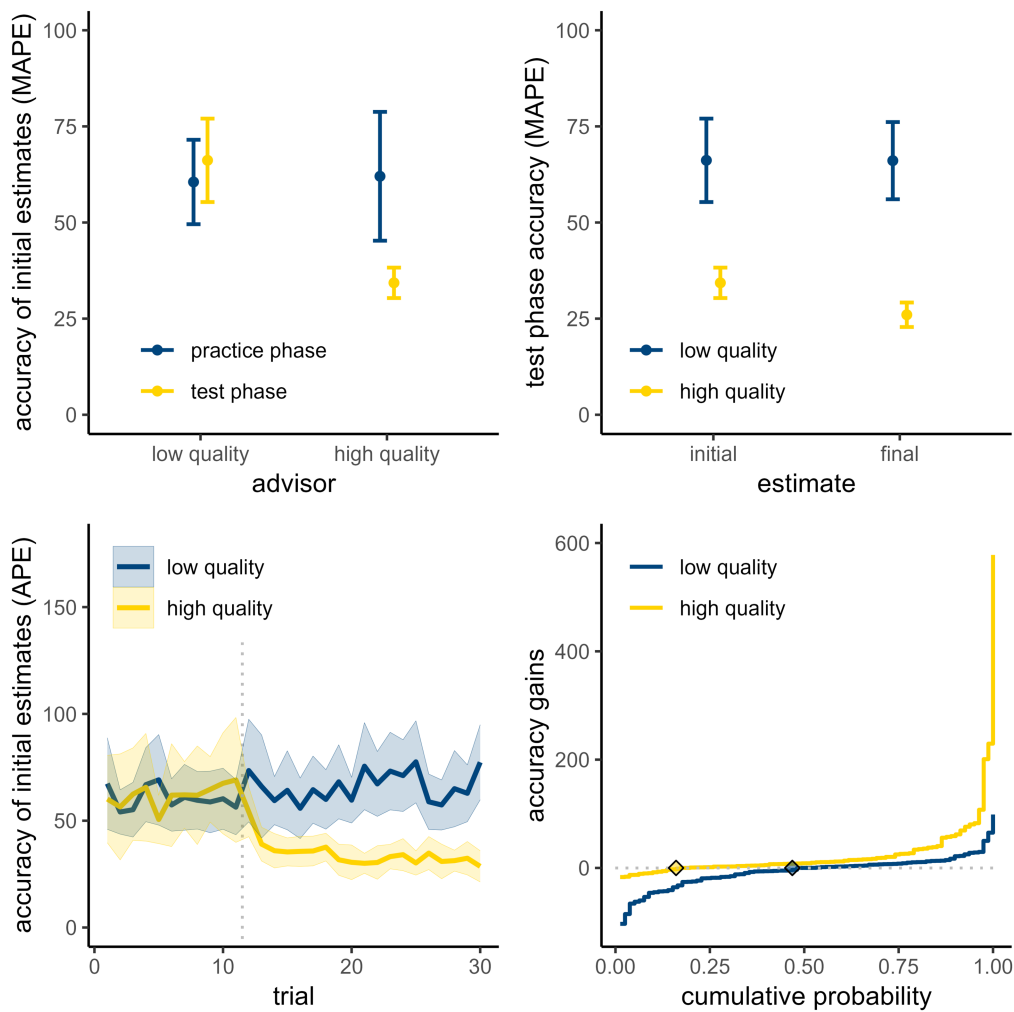 accuracy of initial estimates (MAPE)
100
75
50
25
0
practice phase
test phase
low quality
high quality
advisor
test phase accuracy (MAPE)
100
75
50
25
0
low quality
high quality
initial
final
estimate
accuracy of initial estimates (APE)
150
100
50
0
low quality
high quality
0
10
20
30
trial
accuracy gains
600
400
200
0
low quality
high quality
0.00
0.25
0.50
0.75
1.00
cumulative probability